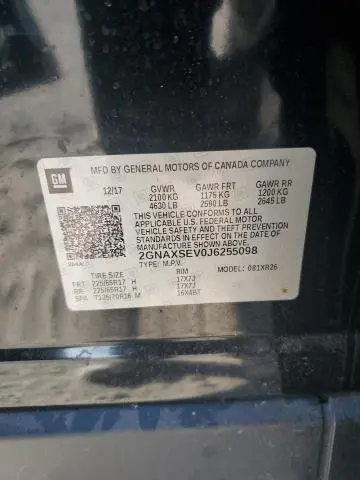 GM
MFD BY GENERAL MOTORS OF CANADA COMPANY
12/17 GVWR GAWR FRT GAWR RR
2100 KG 1175 KG 1200 KG
4630 LB 2590 LB 2645 LB
THIS VEHICLE CONFORMS TO ALL APPLICABLE
U.S. FEDERAL MOTOR VEHICLE SAFETY, BUMPER, AND
THEFT PREVENTION STANDARDS IN EFFECT ON THE DATE
OF MANUFACTURE SHOWN ABOVE.
2GNAXSEV0J6255098
TYPE: M.P.V. MODEL: 081XR26
TIRE SIZE RIM
FRT 225/65R17 H 17X7J
RR 225/65R17 H 17X7J
SPA T135/70R16 M 16X4BT